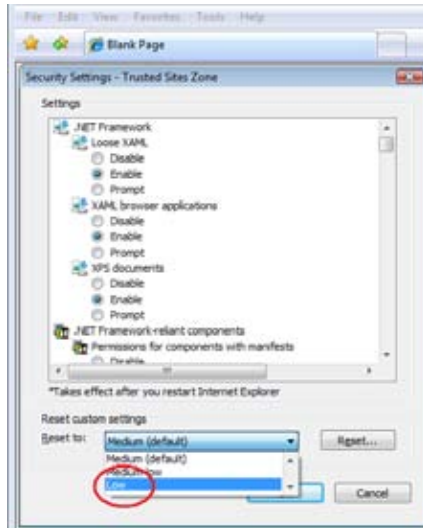 File Edit View Favorites Tools Help
Blank Page
Security Settings - Trusted Sites Zone
Settings
.NET Framework
Loose XAML
Disable
Enable
Prompt
XAML browser applications
Disable
Enable
Prompt
XPS documents
Disable
Enable
Prompt
.NET Framework-reliant components
Permissions for components with manifests
Disable
*Takes effect after you restart Internet Explorer
Reset custom settings
Reset to: Medium (default) Reset...
Medium (default)
Medium-low
Low
Cancel